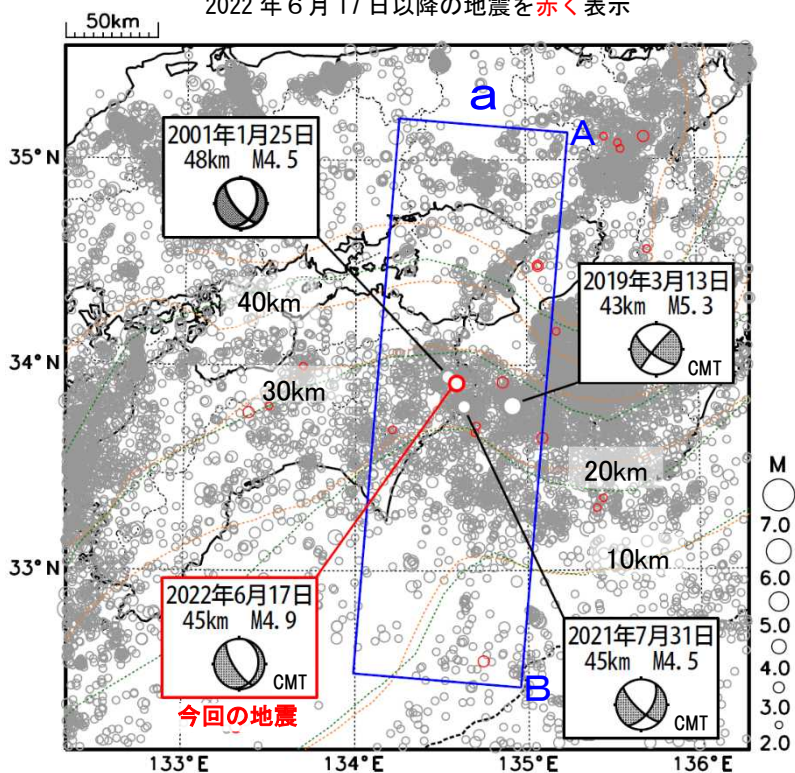 2022年6月17日以降の地震を赤く表示
50km
a
A
2001年1月25日
48km M4.5
35°N
2019年3月13日
43km M5.3
CMT
40km
34°N
30km
20km
M
7.0
10km
33°N
6.0
2022年6月17日
45km M4.9
CMT
今回の地震
5.0
2021年7月31日
45km M4.5
CMT
4.0
B
3.0
2.0
133°E
134°E
135°E
136°E